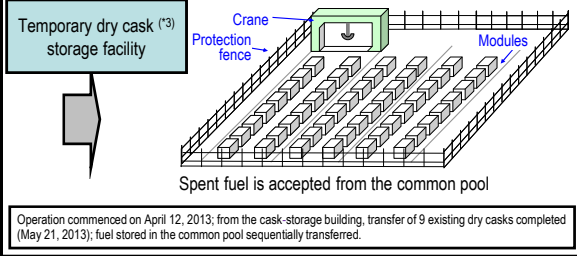 Temporary dry cask (*3)
storage facility
Crane
Protection
fence
Modules
Spent fuel is accepted from the common pool
Operation commenced on April 12, 2013; from the cask-storage building, transfer of 9 existing dry casks completed
(May 21, 2013); fuel stored in the common pool sequentially transferred.